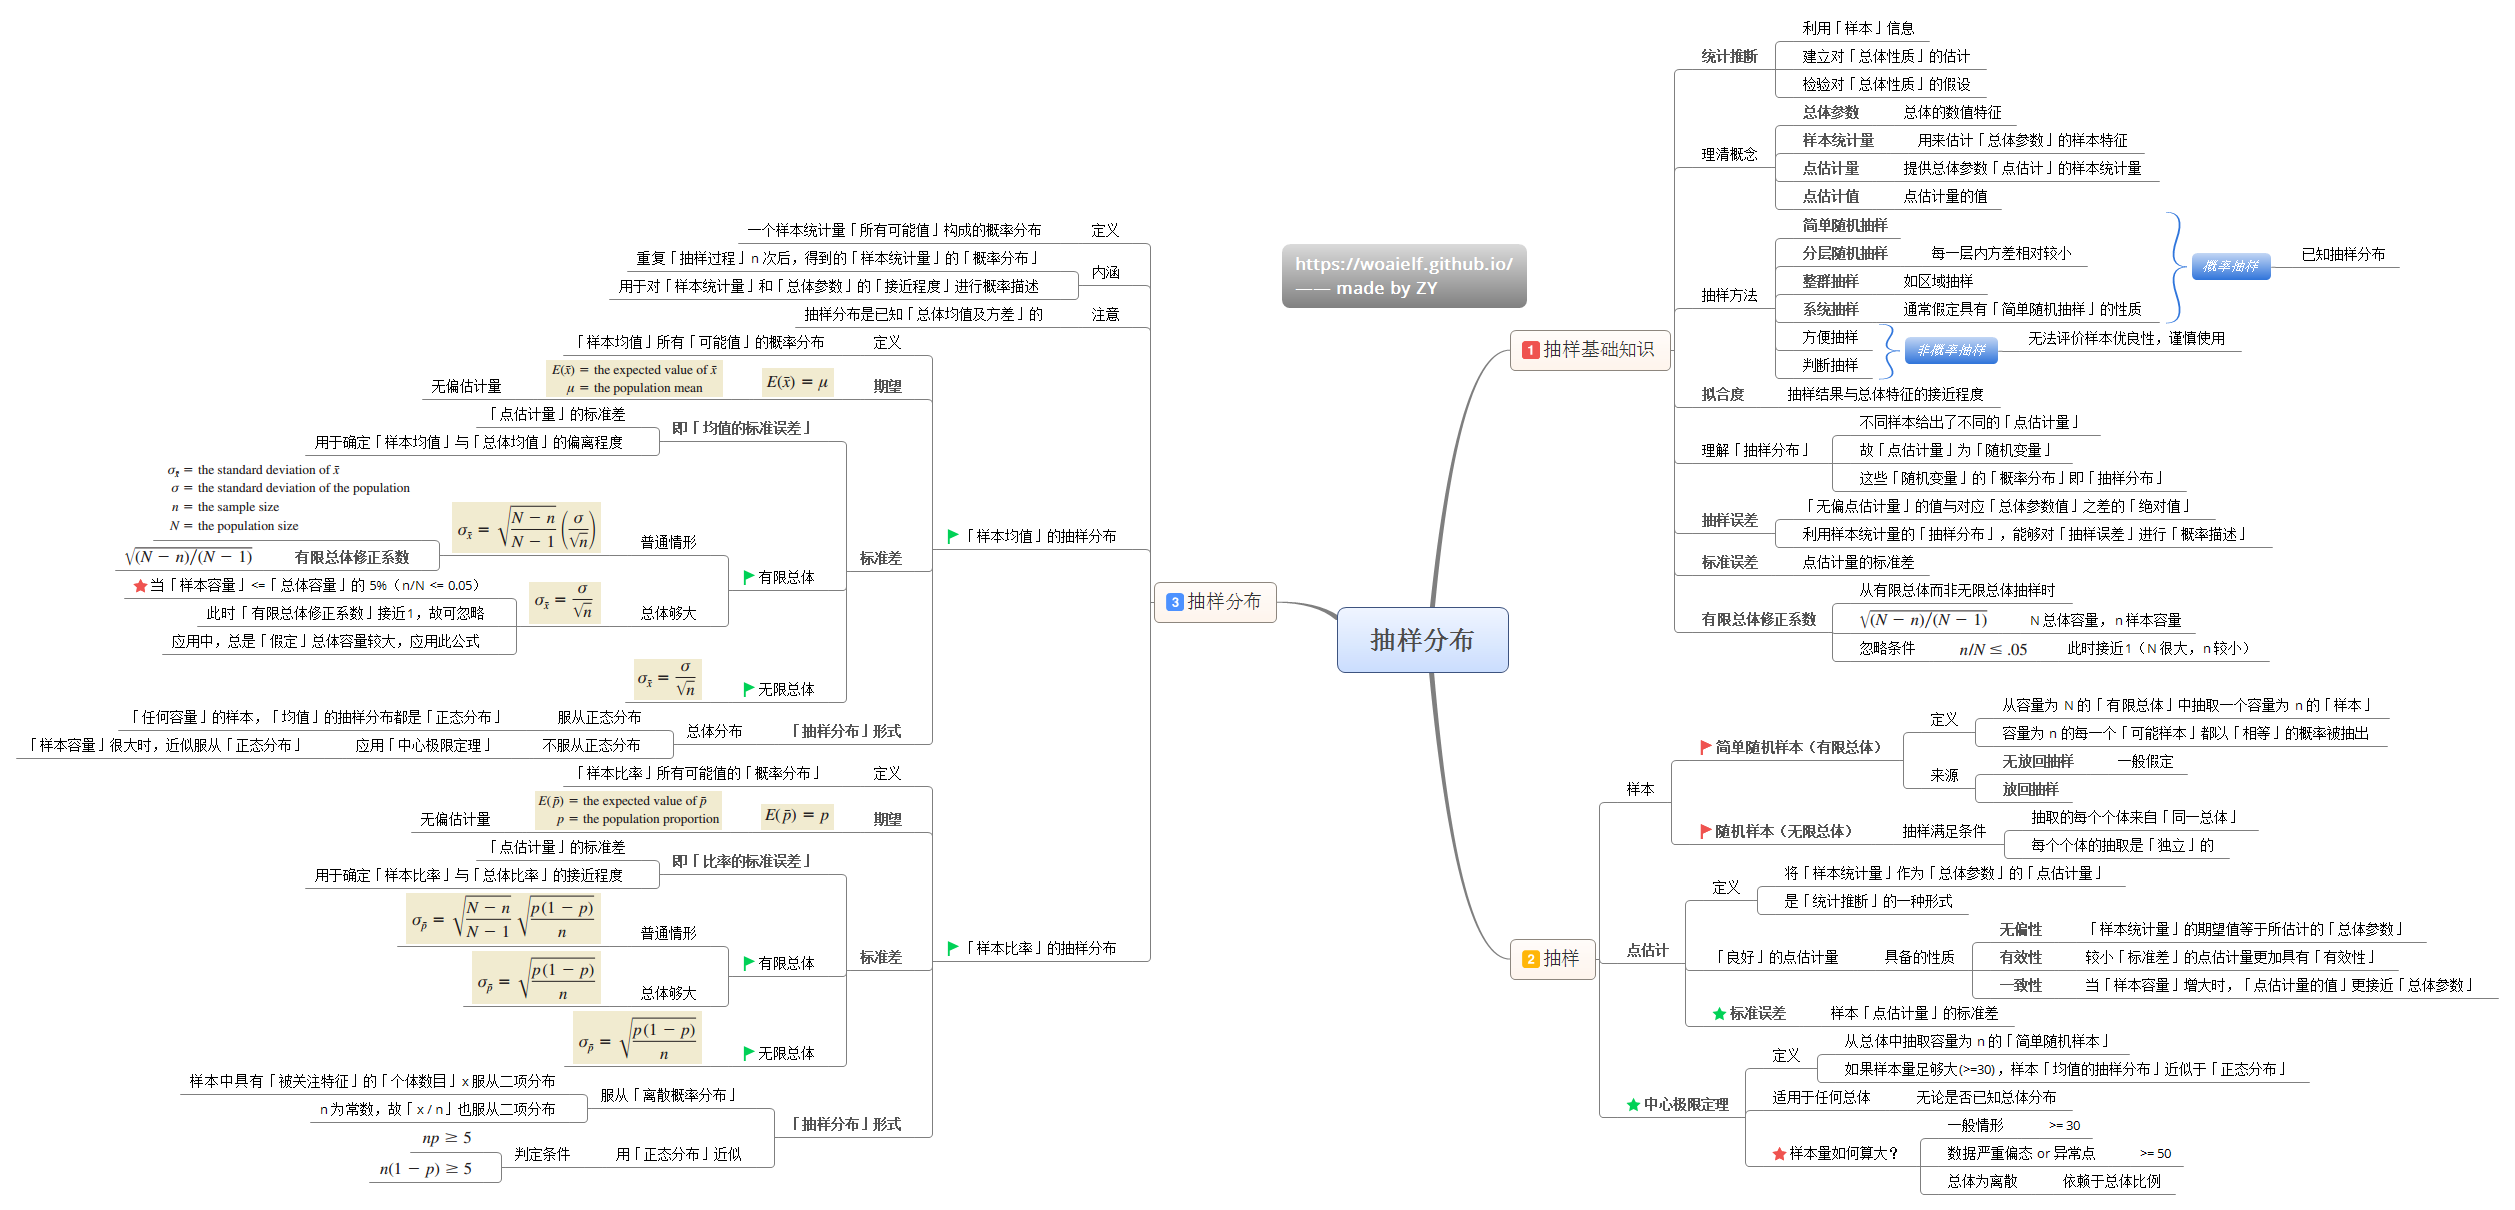 https://woaielf.github.io/
—— made by ZY
抽样分布
1 抽样基础知识
统计推断
利用「样本」信息
建立对「总体性质」的估计
检验对「总体性质」的假设
理清概念
总体参数 总体的数值特征
样本统计量 用来估计「总体参数」的样本特征
点估计量 提供总体参数「点估计」的样本统计量
点估计值 点估计量的值
抽样方法
简单随机抽样
分层随机抽样 每一层内方差相对较小
整群抽样 如区域抽样
系统抽样 通常假定具有「简单随机抽样」的性质
概率抽样 已知抽样分布
方便抽样
判断抽样
非概率抽样 无法评价样本优良性，谨慎使用
拟合度 抽样结果与总体特征的接近程度
理解「抽样分布」
不同样本给出了不同的「点估计量」
故「点估计量」为「随机变量」
这些「随机变量」的「概率分布」即「抽样分布」
抽样误差
「无偏点估计量」的值与对应「总体参数值」之差的「绝对值」
利用样本统计量的「抽样分布」，能够对「抽样误差」进行「概率描述」
标准误差 点估计量的标准差
有限总体修正系数
从有限总体而非无限总体抽样时
√(N − n)/(N − 1) N 总体容量，n 样本容量
忽略条件 n/N ≤ .05 此时接近1（N 很大，n 较小）
2 抽样
样本
简单随机样本（有限总体）
定义
从容量为 N 的「有限总体」中抽取一个容量为 n 的「样本」
容量为 n 的每一个「可能样本」都以「相等」的概率被抽出
来源
无放回抽样 一般假定
放回抽样
随机样本（无限总体） 抽样满足条件
抽取的每个个体来自「同一总体」
每个个体的抽取是「独立」的
点估计
定义
将「样本统计量」作为「总体参数」的「点估计量」
是「统计推断」的一种形式
「良好」的点估计量 具备的性质
无偏性 「样本统计量」的期望值等于所估计的「总体参数」
有效性 较小「标准差」的点估计量更加具有「有效性」
一致性 当「样本容量」增大时，「点估计量的值」更接近「总体参数」
标准误差 样本「点估计量」的标准差
中心极限定理
定义
从总体中抽取容量为 n 的「简单随机样本」
如果样本量足够大(>=30)，样本「均值的抽样分布」近似于「正态分布」
适用于任何总体 无论是否已知总体分布
样本量如何算大？
一般情形 >= 30
数据严重偏态 or 异常点 >= 50
总体为离散 依赖于总体比例
3 抽样分布
一个样本统计量「所有可能值」构成的概率分布 定义
重复「抽样过程」n 次后，得到的「样本统计量」的「概率分布」
内涵
用于对「样本统计量」和「总体参数」的「接近程度」进行概率描述
抽样分布是已知「总体均值及方差」的 注意
「样本均值」的抽样分布
「样本均值」所有「可能值」的概率分布 定义
无偏估计量 E(x̄) = the expected value of x̄
μ = the population mean
E(x̄) = μ 期望
标准差
即「均值的标准误差」
「点估计量」的标准差
用于确定「样本均值」与「总体均值」的偏离程度
有限总体
普通情形
σx̄ = √((N − n)/(N − 1)) (σ/√n)
σx̄ = the standard deviation of x̄
σ = the standard deviation of the population
n = the sample size
N = the population size
√(N − n)/(N − 1) 有限总体修正系数
总体够大
σx̄ = σ/√n
当「样本容量」<=「总体容量」的 5%（n/N <= 0.05）
此时「有限总体修正系数」接近1，故可忽略
应用中，总是「假定」总体容量较大，应用此公式
σx̄ = σ/√n 无限总体
「抽样分布」形式
总体分布
「任何容量」的样本，「均值」的抽样分布都是「正态分布」 服从正态分布
「样本容量」很大时，近似服从「正态分布」 应用「中心极限定理」 不服从正态分布
「样本比率」的抽样分布
「样本比率」所有可能值的「概率分布」 定义
无偏估计量 E(p̄) = the expected value of p̄
p = the population proportion
E(p̄) = p 期望
标准差
即「比率的标准误差」
「点估计量」的标准差
用于确定「样本比率」与「总体比率」的接近程度
有限总体
σp̄ = √((N − n)/(N − 1)) √(p(1 − p)/n) 普通情形
σp̄ = √(p(1 − p)/n) 总体够大
σp̄ = √(p(1 − p)/n) 无限总体
「抽样分布」形式
服从「离散概率分布」
样本中具有「被关注特征」的「个体数目」x 服从二项分布
n 为常数，故「 x / n」也服从二项分布
用「正态分布」近似
判定条件
np ≥ 5
n(1 − p) ≥ 5